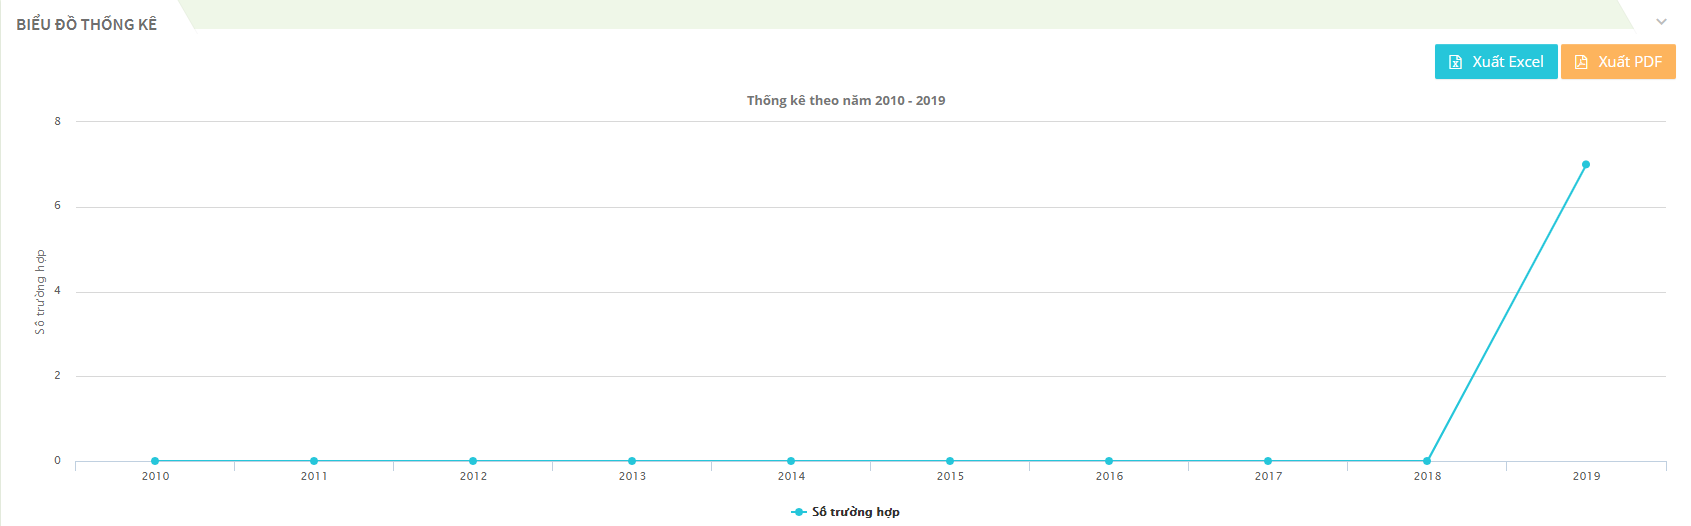 BIỂU ĐỒ THỐNG KÊ
Xuất Excel
Xuất PDF
Thống kê theo năm 2010 - 2019
8
6
4
2
0
Số trường hợp
2010 2011 2012 2013 2014 2015 2016 2017 2018 2019
Số trường hợp